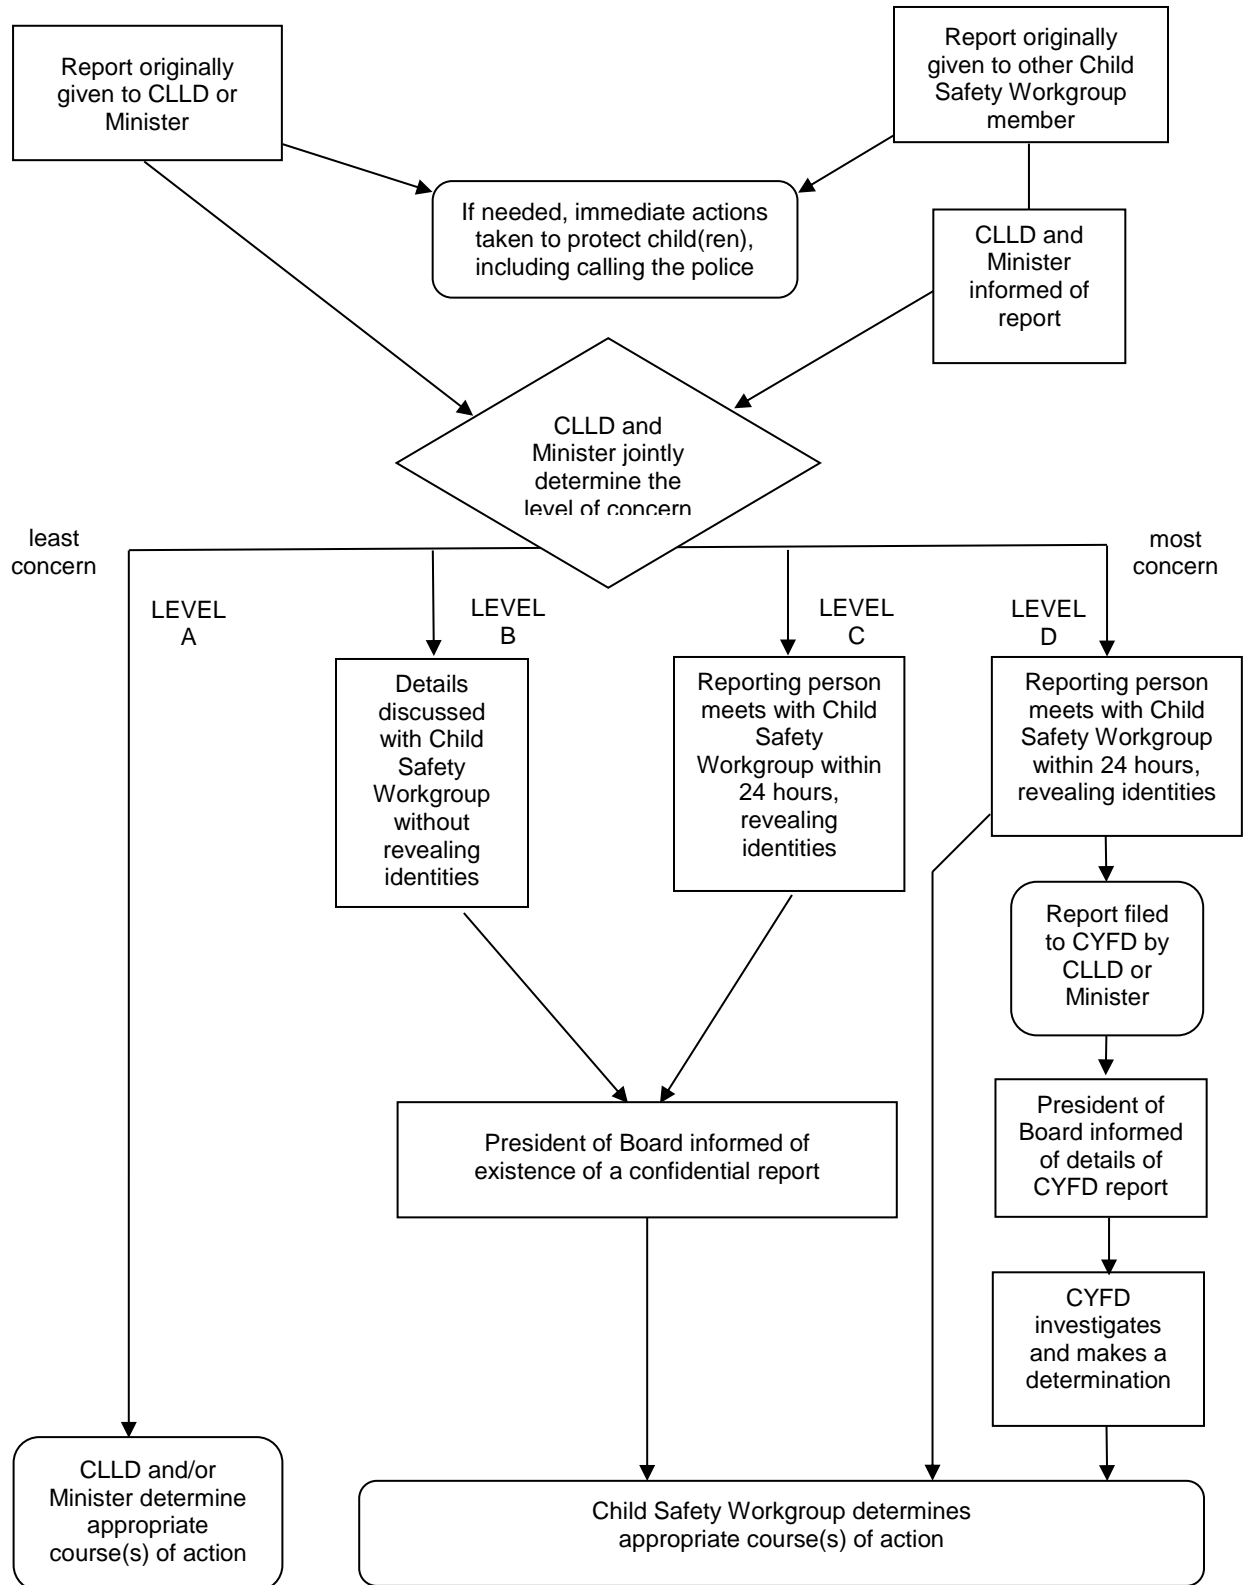 Report originally
given to CLLD or
Minister
Report originally
given to other Child
Safety Workgroup
member
If needed, immediate actions
taken to protect child(ren),
including calling the police
CLLD and
Minister
informed of
report
CLLD and
Minister jointly
determine the
level of concern
least
concern
most
concern
LEVEL
A
LEVEL
B
LEVEL
C
LEVEL
D
Details
discussed
with Child
Safety
Workgroup
without
revealing
identities
Reporting person
meets with Child
Safety
Workgroup within
24 hours,
revealing
identities
Reporting person
meets with Child
Safety Workgroup
within 24 hours,
revealing identities
Report filed
to CYFD by
CLLD or
Minister
President of Board informed of
existence of a confidential report
President of
Board informed
of details of
CYFD report
CYFD
investigates
and makes a
determination
CLLD and/or
Minister determine
appropriate
course(s) of action
Child Safety Workgroup determines
appropriate course(s) of action